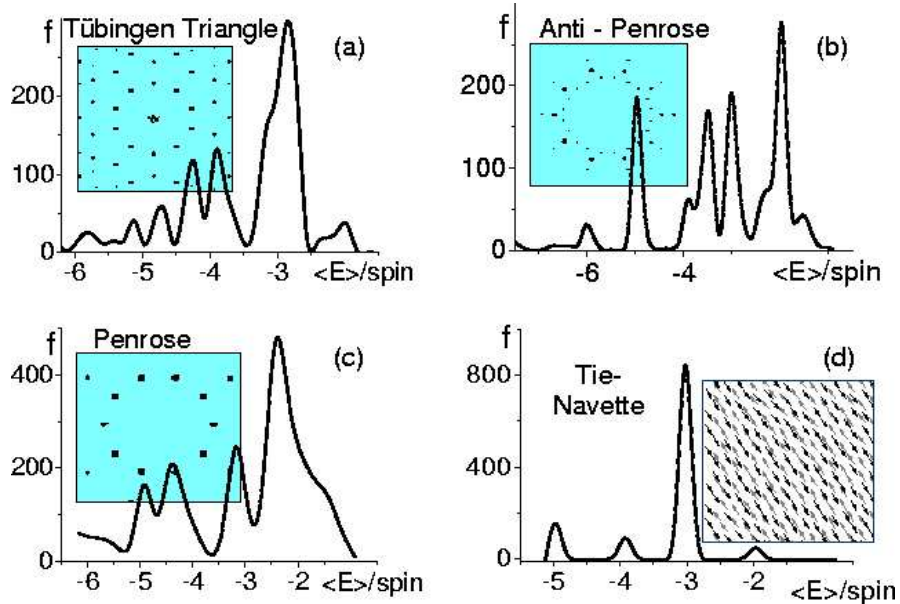 f
Tübingen Triangle
(a)
200
100
0
-6
-5
-4
-3
<E>/spin
Anti - Penrose
(b)
200
100
0
-6
-4
<E>/spin
f
Penrose
(c)
400
200
0
-6
-5
-4
-3
-2
<E>/spin
f
(d)
800
Tie-
Navette
400
0
-5
-4
-3
-2
<E>/spin